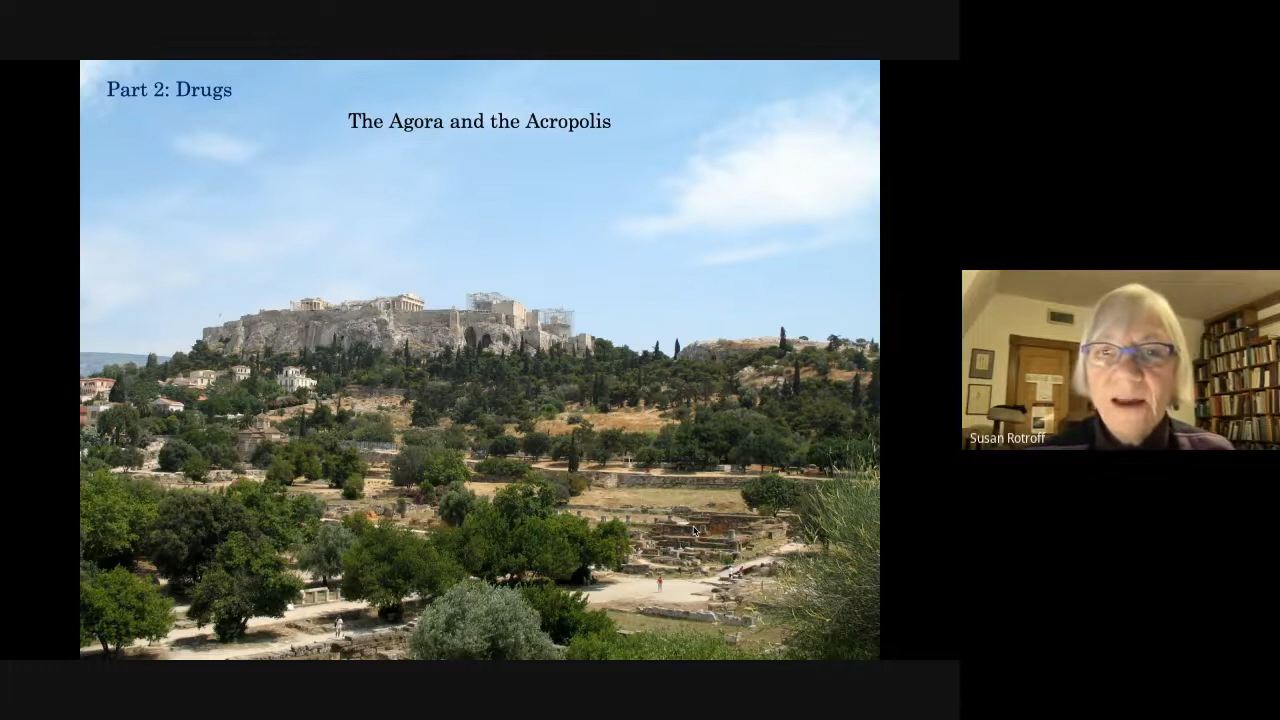 Part 2: Drugs
The Agora and the Acropolis
Susan Rotroff